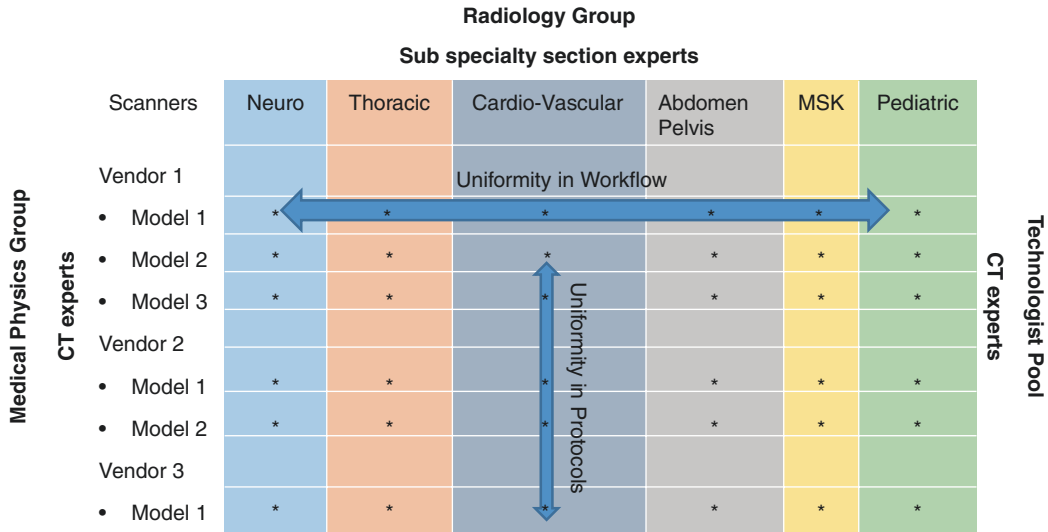 Radiology Group
Sub specialty section experts
Scanners Neuro Thoracic Cardio-Vascular Abdomen Pelvis MSK Pediatric
Vendor 1
Uniformity in Workflow
• Model 1 * * * * * *
• Model 2 * * * * * *
• Model 3 * * * * * *
Vendor 2
• Model 1 * * * * * *
• Model 2 * * * * * *
Vendor 3
• Model 1 * * * * * *
Uniformity in Protocols
Medical Physics Group
CT experts
CT experts
Technologist Pool